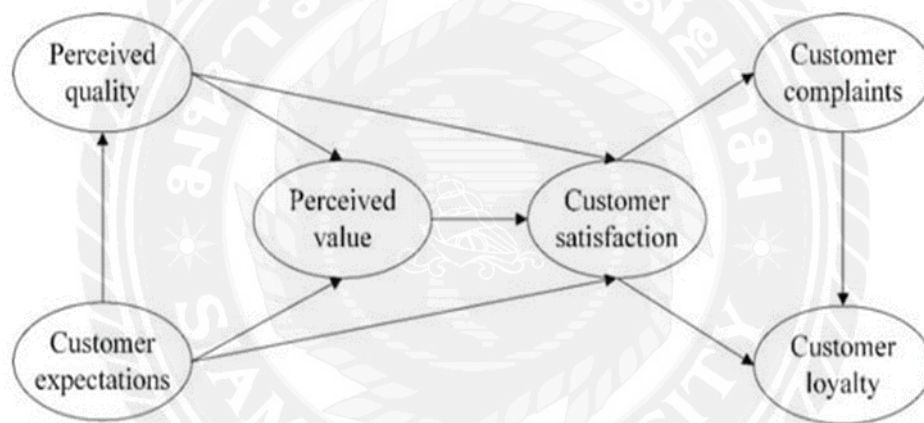 Perceived
quality
Customer
complaints
Perceived
value
Customer
satisfaction
Customer
expectations
Customer
loyalty